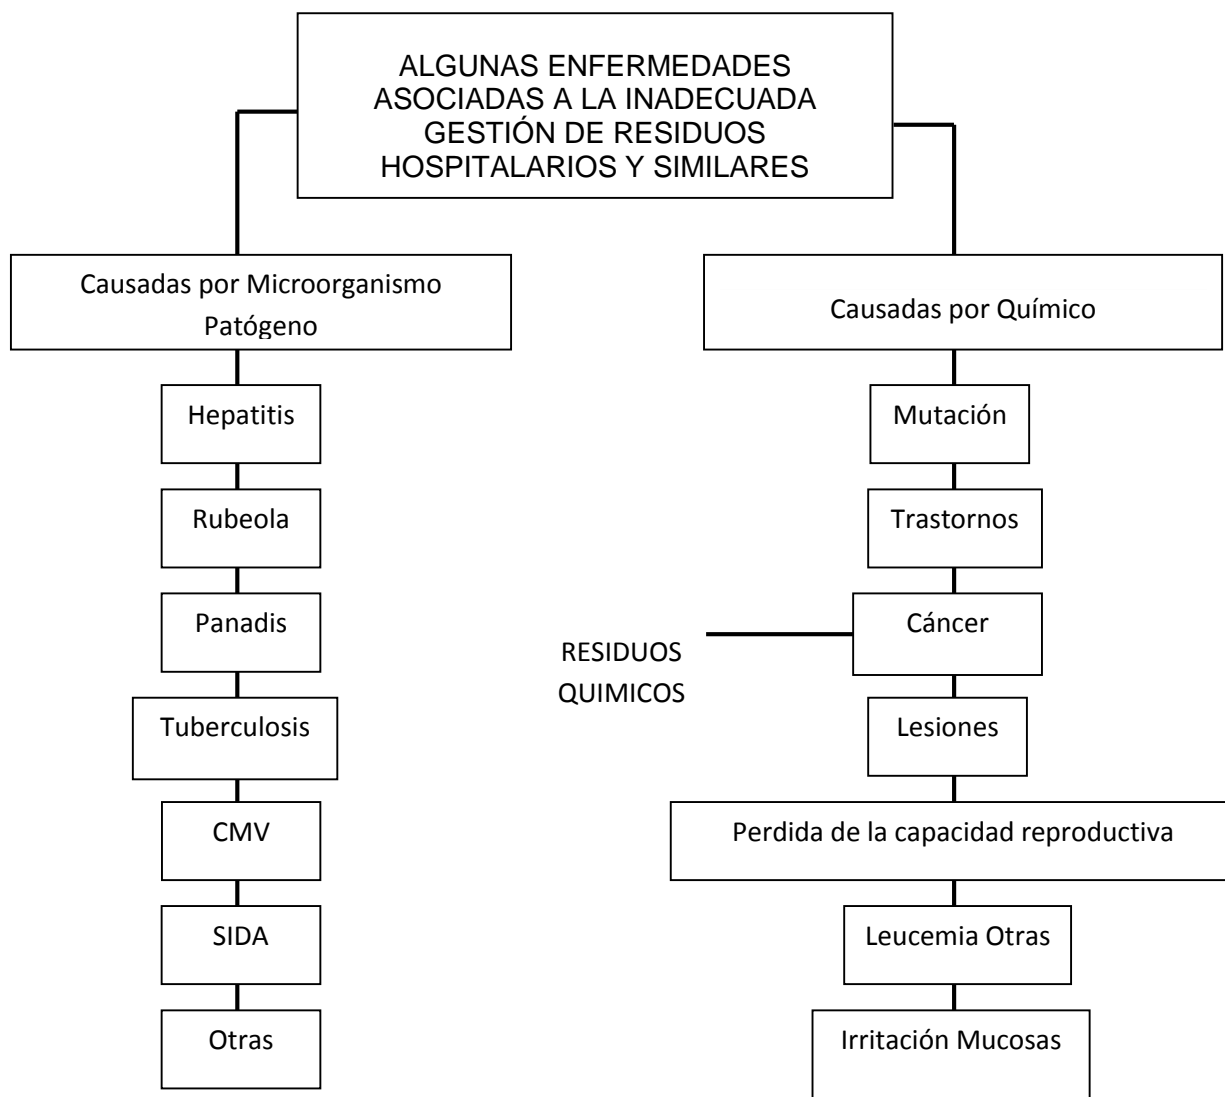 ALGUNAS ENFERMEDADES
ASOCIADAS A LA INADECUADA
GESTIÓN DE RESIDUOS
HOSPITALARIOS Y SIMILARES
Causadas por Microorganismo
Patógeno
Hepatitis
Rubeola
Panadis
Tuberculosis
CMV
SIDA
Otras
Causadas por Químico
Mutación
Trastornos
Cáncer
RESIDUOS
QUIMICOS
Lesiones
Perdida de la capacidad reproductiva
Leucemia Otras
Irritación Mucosas